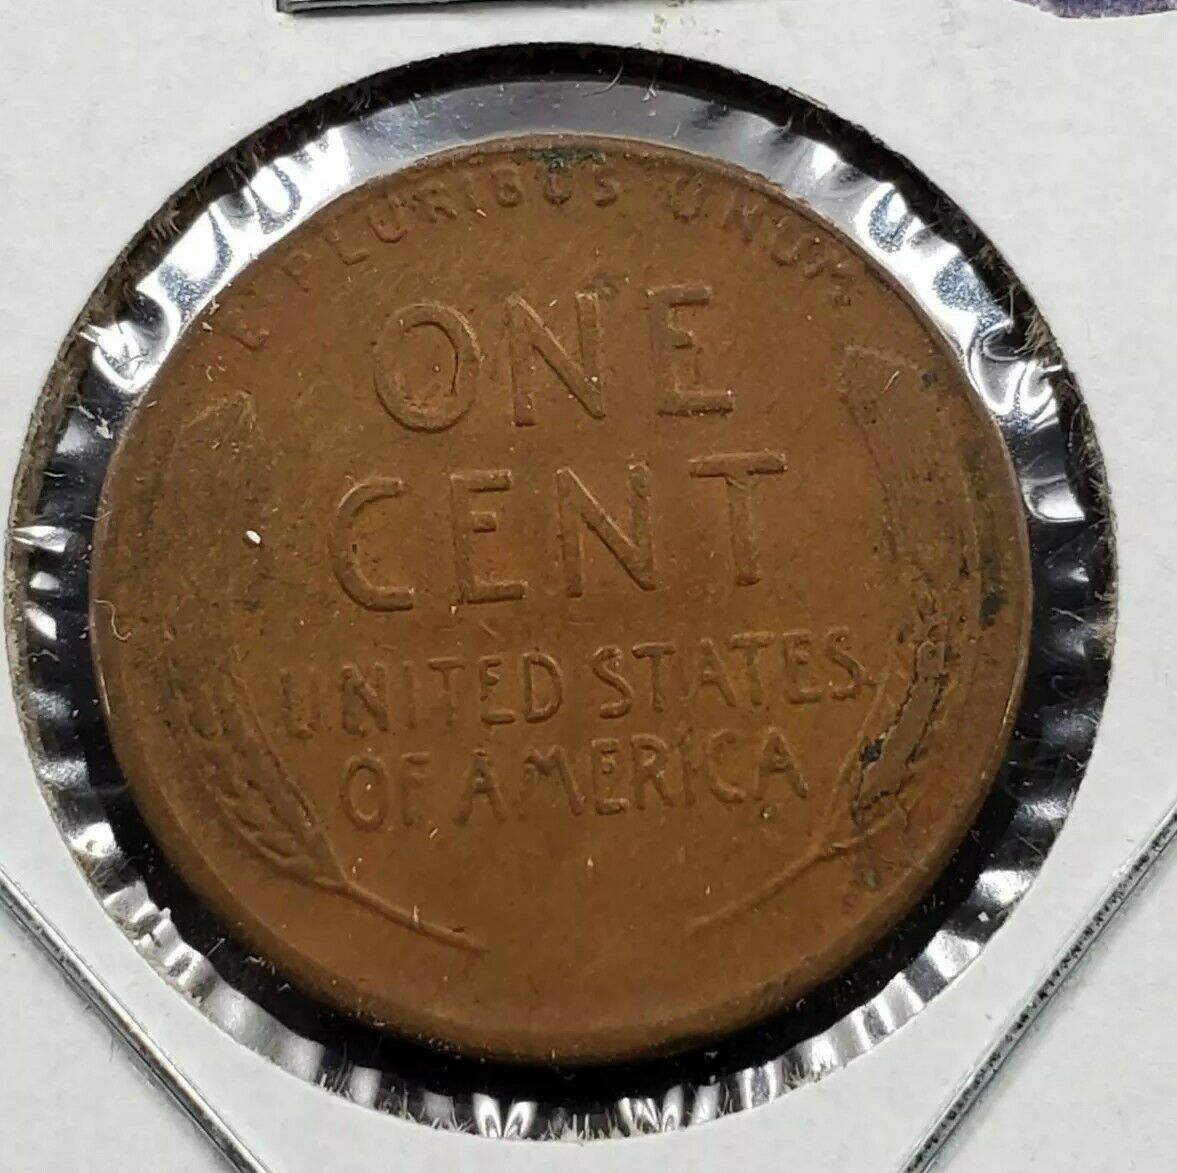 E PLURIBUS UNUM
ONE
CENT
UNITED STATES
OF AMERICA